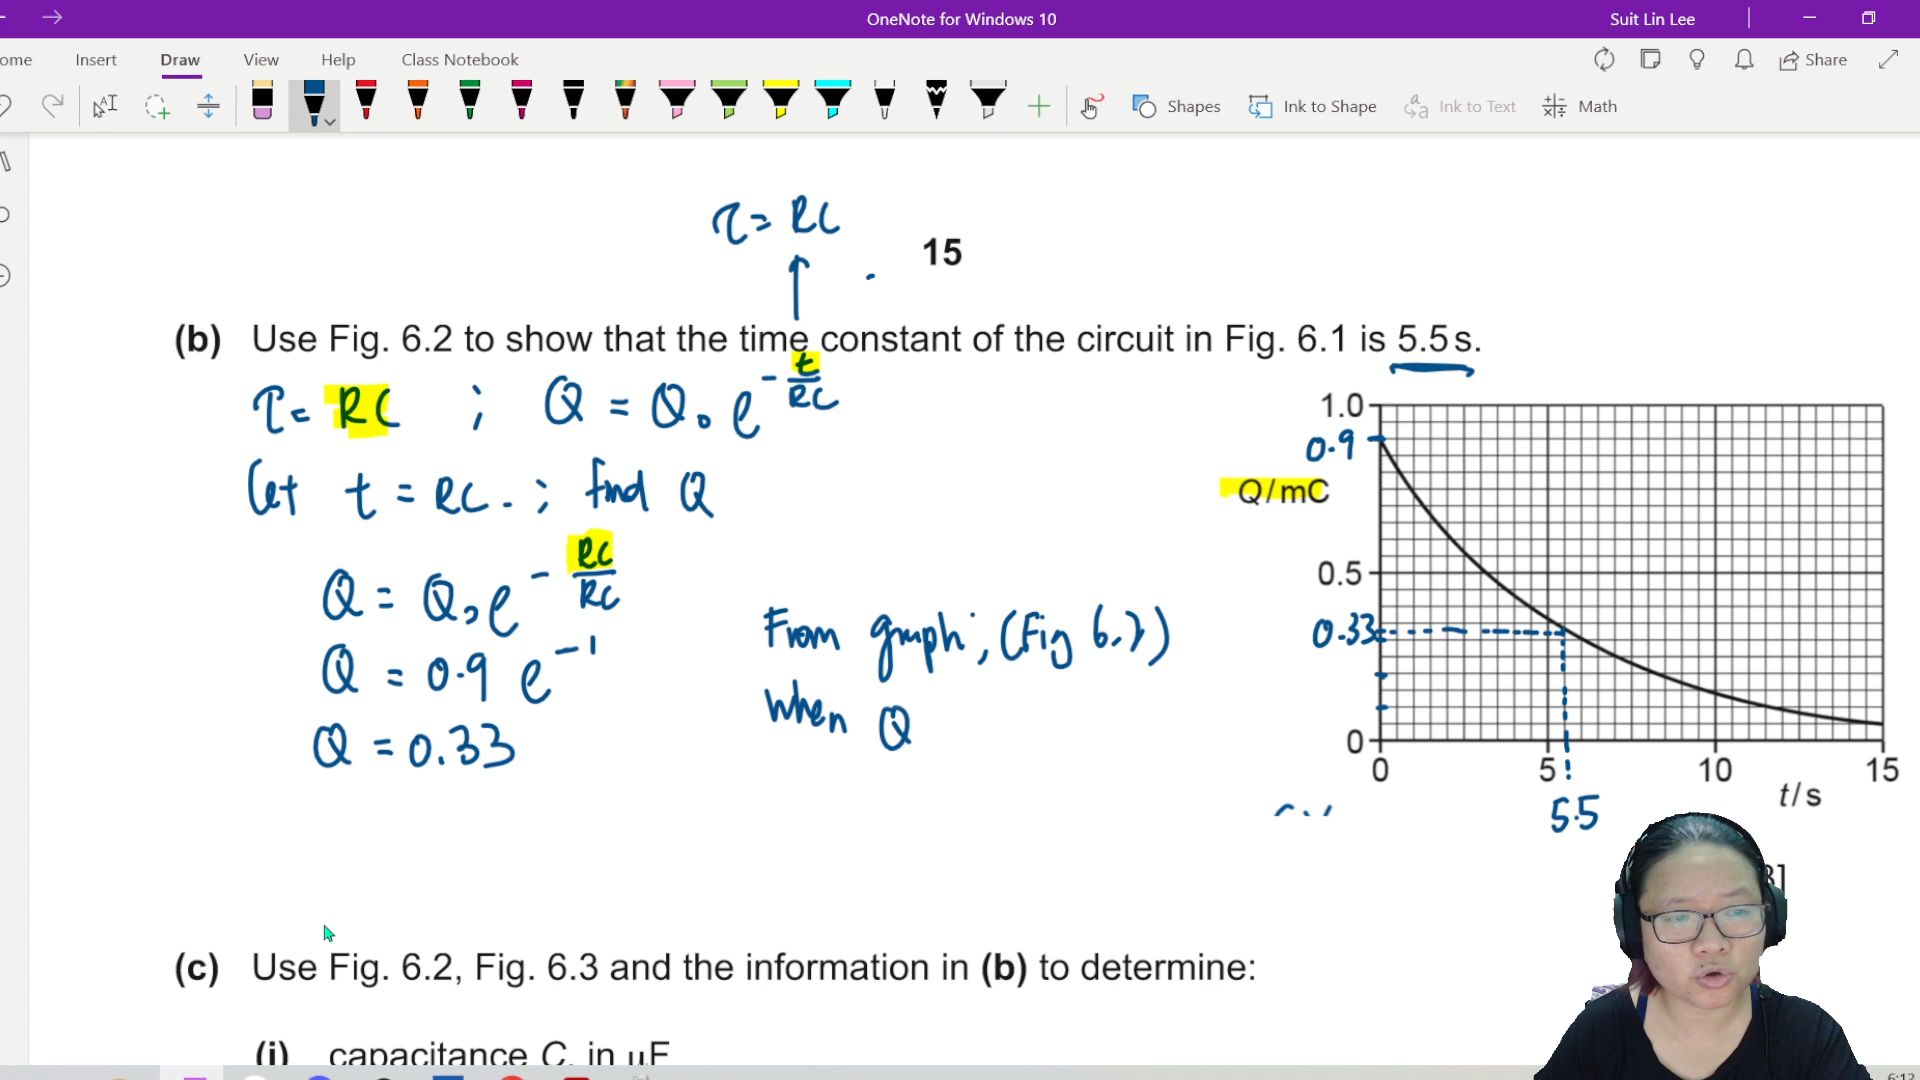 OneNote for Windows 10
Suit Lin Lee
ome Insert Draw View Help Class Notebook
Share
Shapes Ink to Shape Ink to Text Math
τ = RC
15
(b) Use Fig. 6.2 to show that the time constant of the circuit in Fig. 6.1 is 5.5 s.
τ = RC ; Q = Q₀ e^-t/RC
Let t = RC . ; find Q
Q = Q₀ e^-RC/RC
Q = 0.9 e^-1
Q = 0.33
From graph, (Fig 6.2)
when Q
1.0
0.9
Q/mC
0.5
0.33
0
0 5 10 15
t/s
5.5
(c) Use Fig. 6.2, Fig. 6.3 and the information in (b) to determine:
(i) capacitance C, in μF